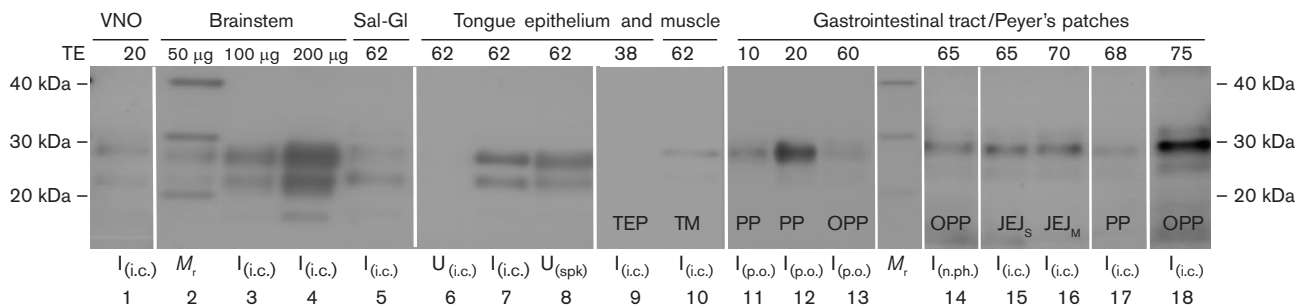 VNO Brainstem Sal-Gl Tongue epithelium and muscle Gastrointestinal tract/Peyer's patches
TE 20 50 µg 100 µg 200 µg 62 62 62 62 38 62 10 20 60 65 65 70 68 75
40 kDa – – 40 kDa
30 kDa – – 30 kDa
20 kDa – – 20 kDa
TEP TM PP PP OPP OPP JEJS JEJM PP OPP
I(i.c.) Mr I(i.c.) I(i.c.) I(i.c.) U(i.c.) I(i.c.) U(spk) I(i.c.) I(i.c.) I(p.o.) I(p.o.) I(p.o.) Mr I(n.ph.) I(i.c.) I(i.c.) I(i.c.) I(i.c.)
1 2 3 4 5 6 7 8 9 10 11 12 13 14 15 16 17 18